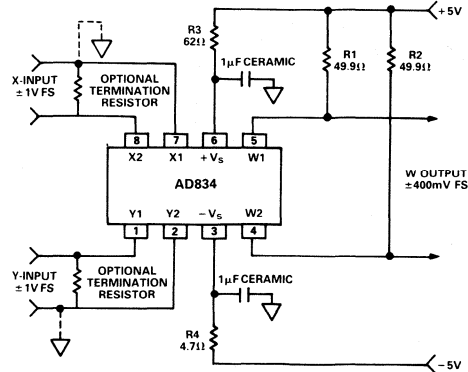 +5V
R3
62Ω
R1
49.9Ω
R2
49.9Ω
X-INPUT
±1V FS
OPTIONAL
TERMINATION
RESISTOR
1μF CERAMIC
8
7
6
5
X2
X1
+VS
W1
AD834
W OUTPUT
±400mV FS
Y1
Y2
−VS
W2
1
2
3
4
Y-INPUT
±1V FS
OPTIONAL
TERMINATION
RESISTOR
1μF CERAMIC
R4
4.7Ω
−5V